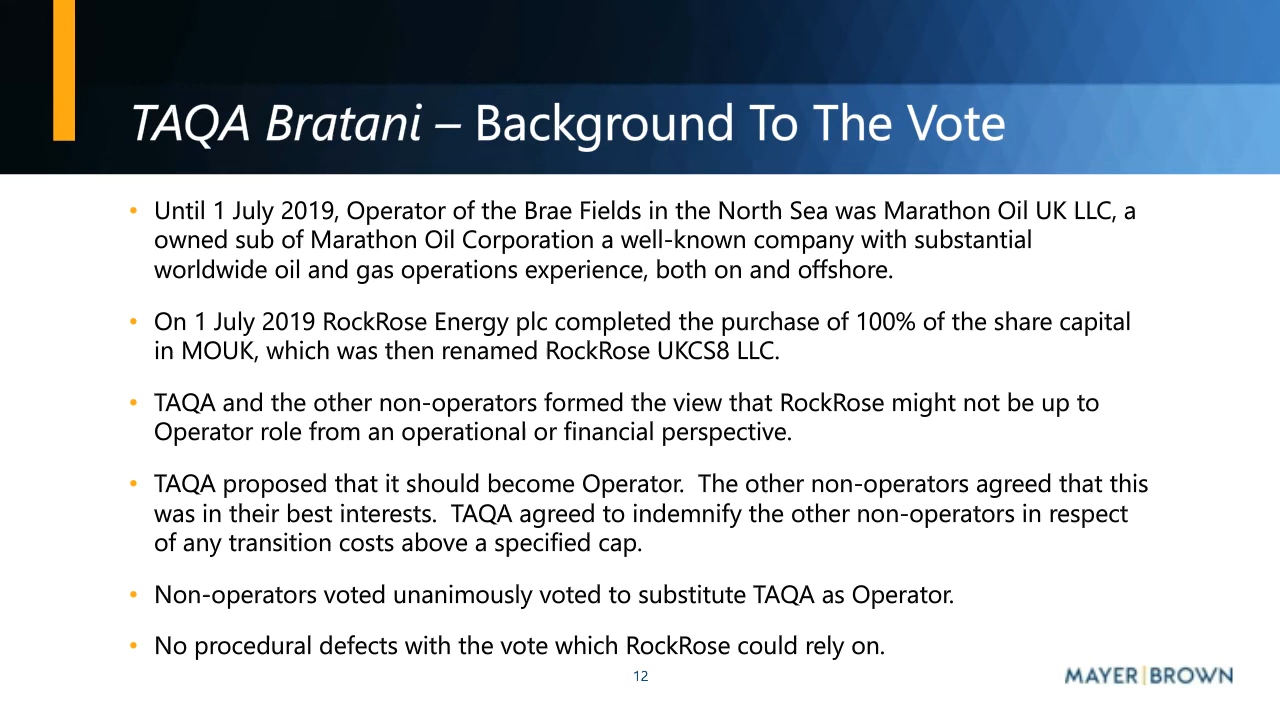 TAQA Bratani – Background To The Vote
• Until 1 July 2019, Operator of the Brae Fields in the North Sea was Marathon Oil UK LLC, a
owned sub of Marathon Oil Corporation a well-known company with substantial
worldwide oil and gas operations experience, both on and offshore.
• On 1 July 2019 RockRose Energy plc completed the purchase of 100% of the share capital
in MOUK, which was then renamed RockRose UKCS8 LLC.
• TAQA and the other non-operators formed the view that RockRose might not be up to
Operator role from an operational or financial perspective.
• TAQA proposed that it should become Operator.  The other non-operators agreed that this
was in their best interests.  TAQA agreed to indemnify the other non-operators in respect
of any transition costs above a specified cap.
• Non-operators voted unanimously voted to substitute TAQA as Operator.
• No procedural defects with the vote which RockRose could rely on.
12
MAYER|BROWN